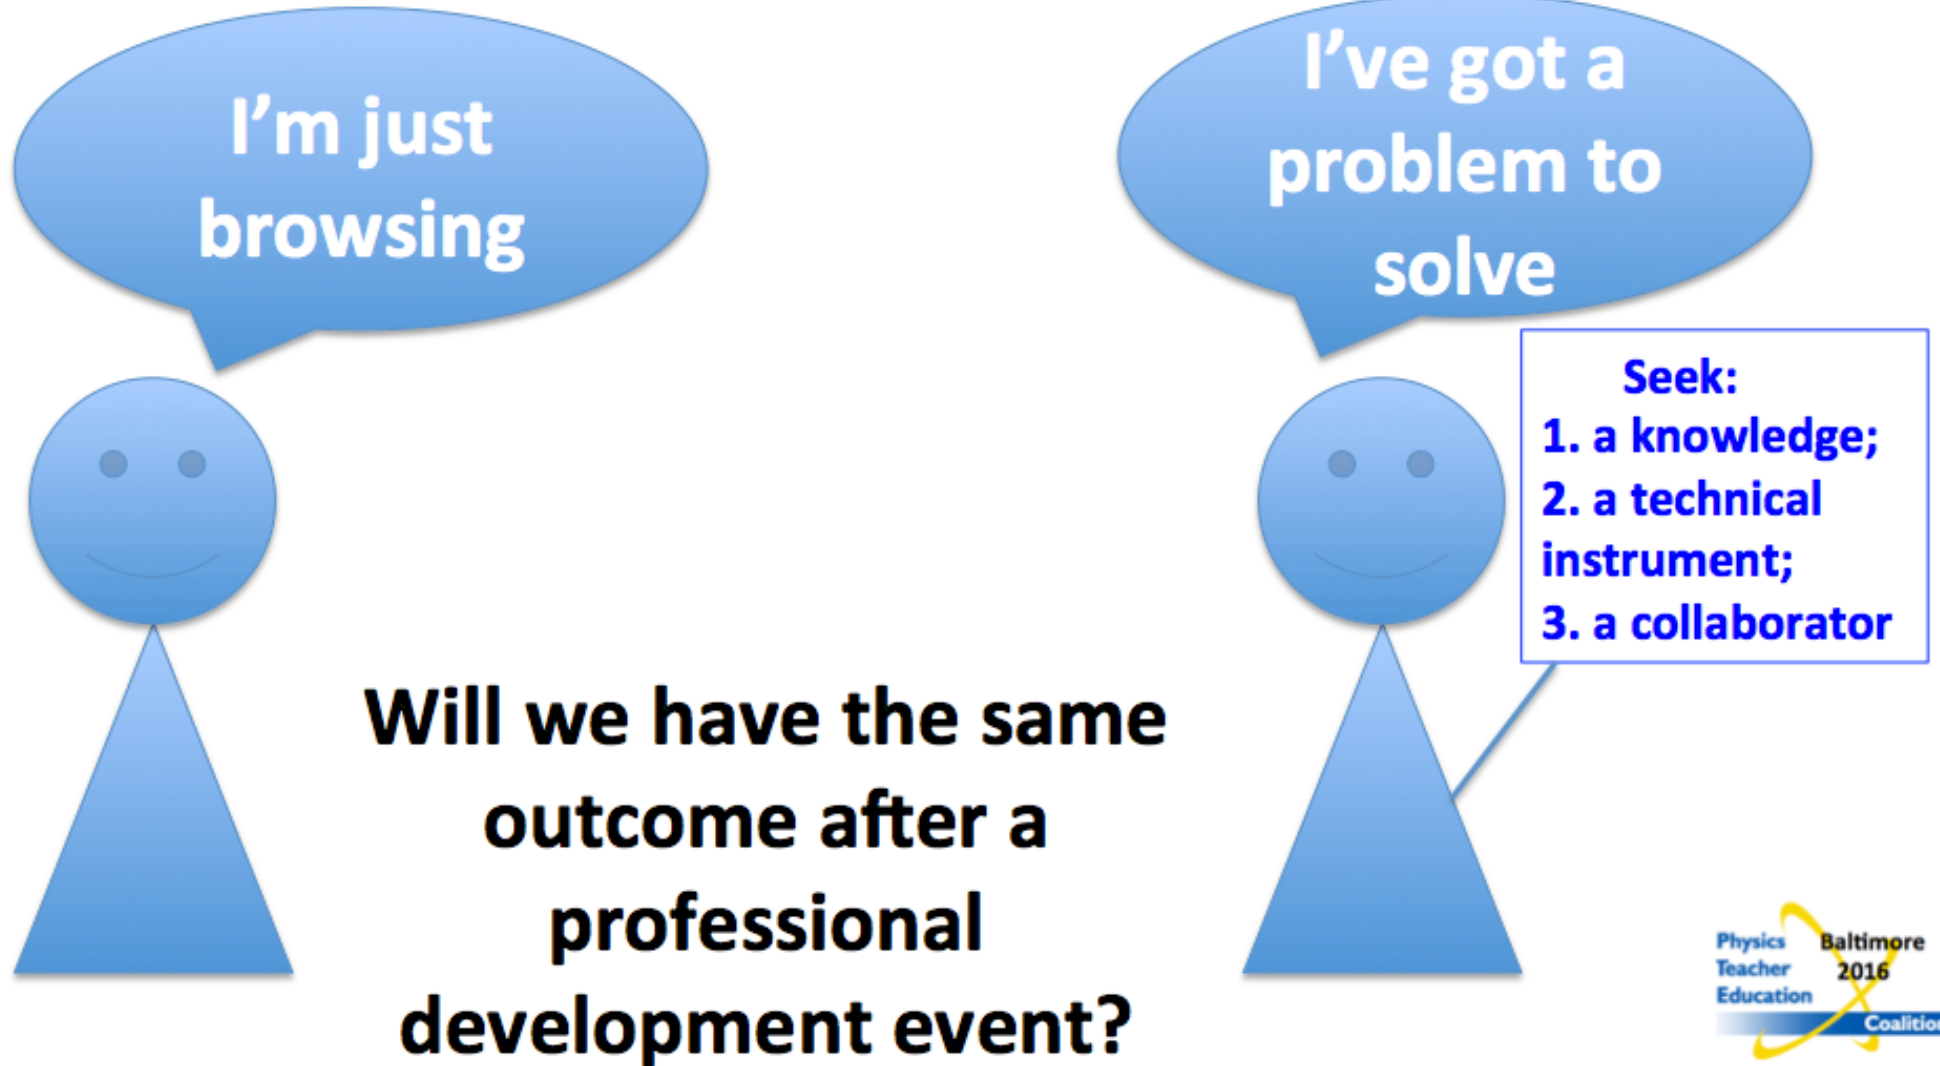 I'm just
browsing
I've got a
problem to
solve
Seek:
1. a knowledge;
2. a technical
instrument;
3. a collaborator
Will we have the same
outcome after a
professional
development event?
Physics
Teacher
Education
Coalition
Baltimore
2016